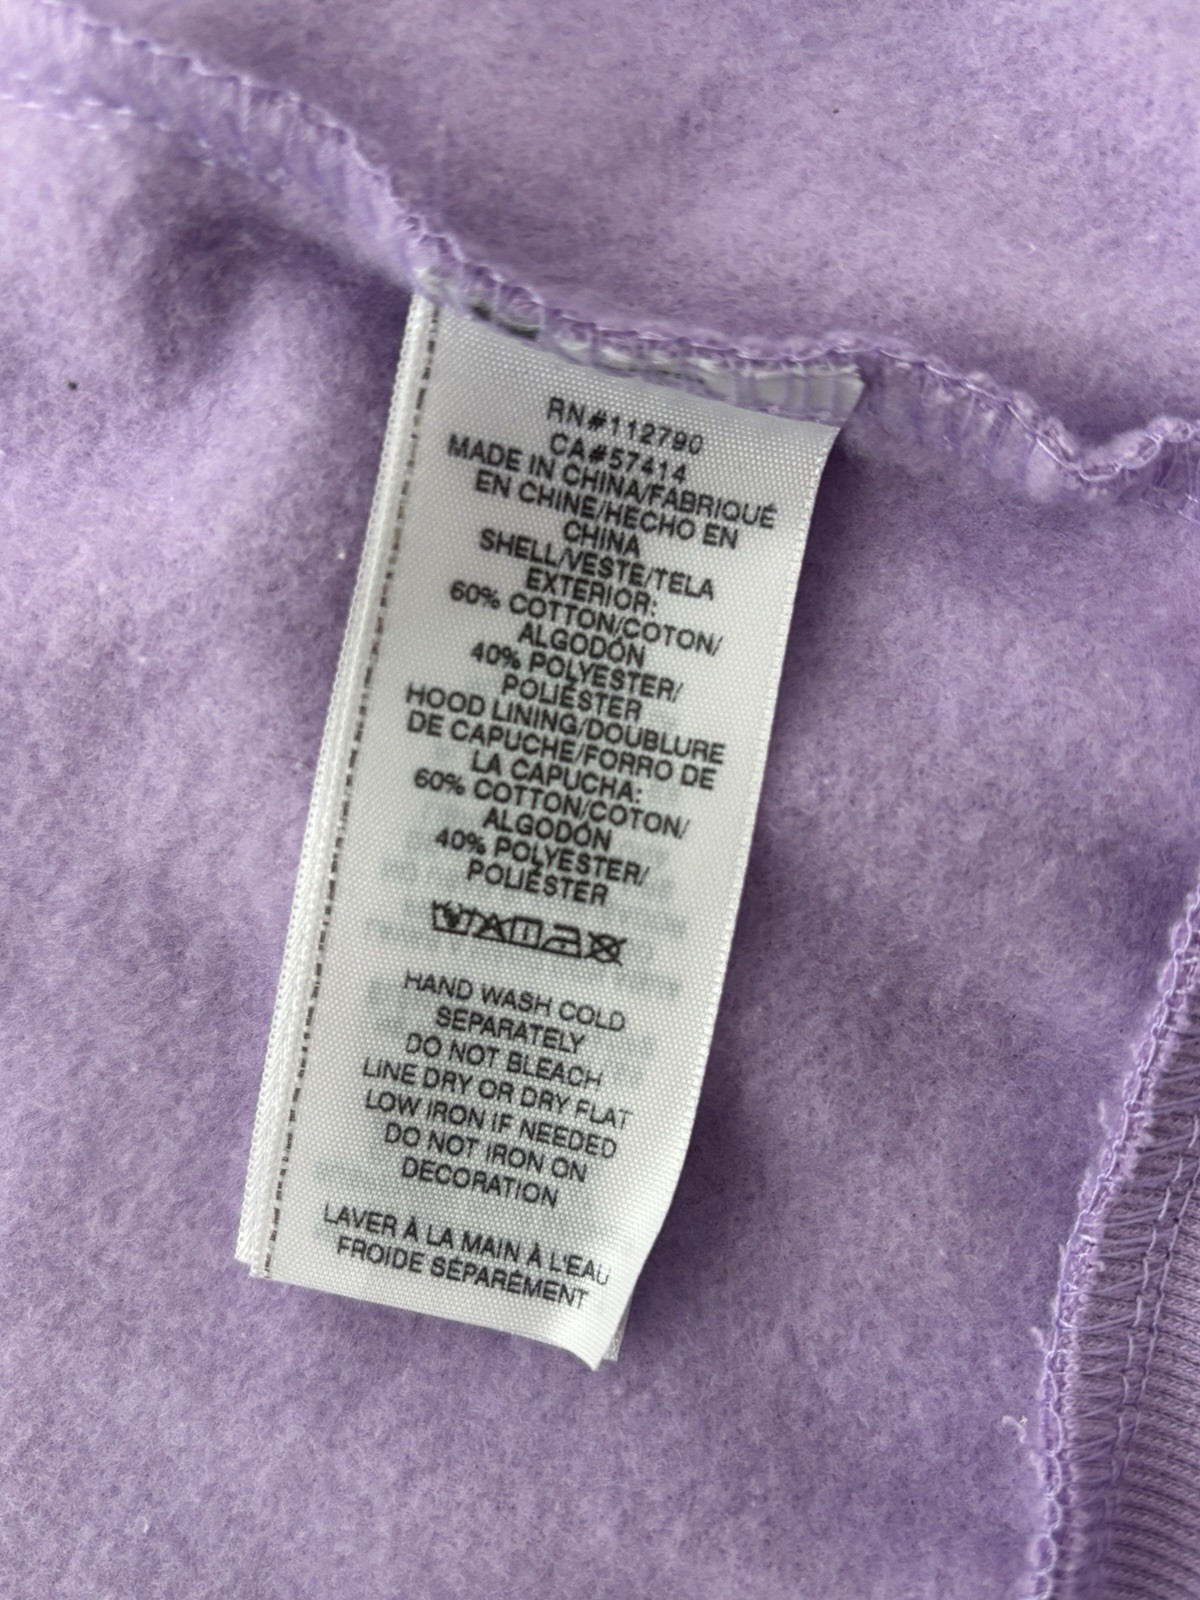 RN#112790
CA#57414
MADE IN CHINA/FABRIQUÉ
EN CHINE/HECHO EN
CHINA
SHELL/VESTE/TELA
EXTERIOR:
60% COTTON/COTON/
ALGODÓN
40% POLYESTER/
POLIÉSTER
HOOD LINING/DOUBLURE
DE CAPUCHE/FORRO DE
LA CAPUCHA:
60% COTTON/COTON/
ALGODÓN
40% POLYESTER/
POLIÉSTER
HAND WASH COLD
SEPARATELY
DO NOT BLEACH
LINE DRY OR DRY FLAT
LOW IRON IF NEEDED
DO NOT IRON ON
DECORATION
LAVER À LA MAIN À L'EAU
FROIDE SÉPARÉMENT